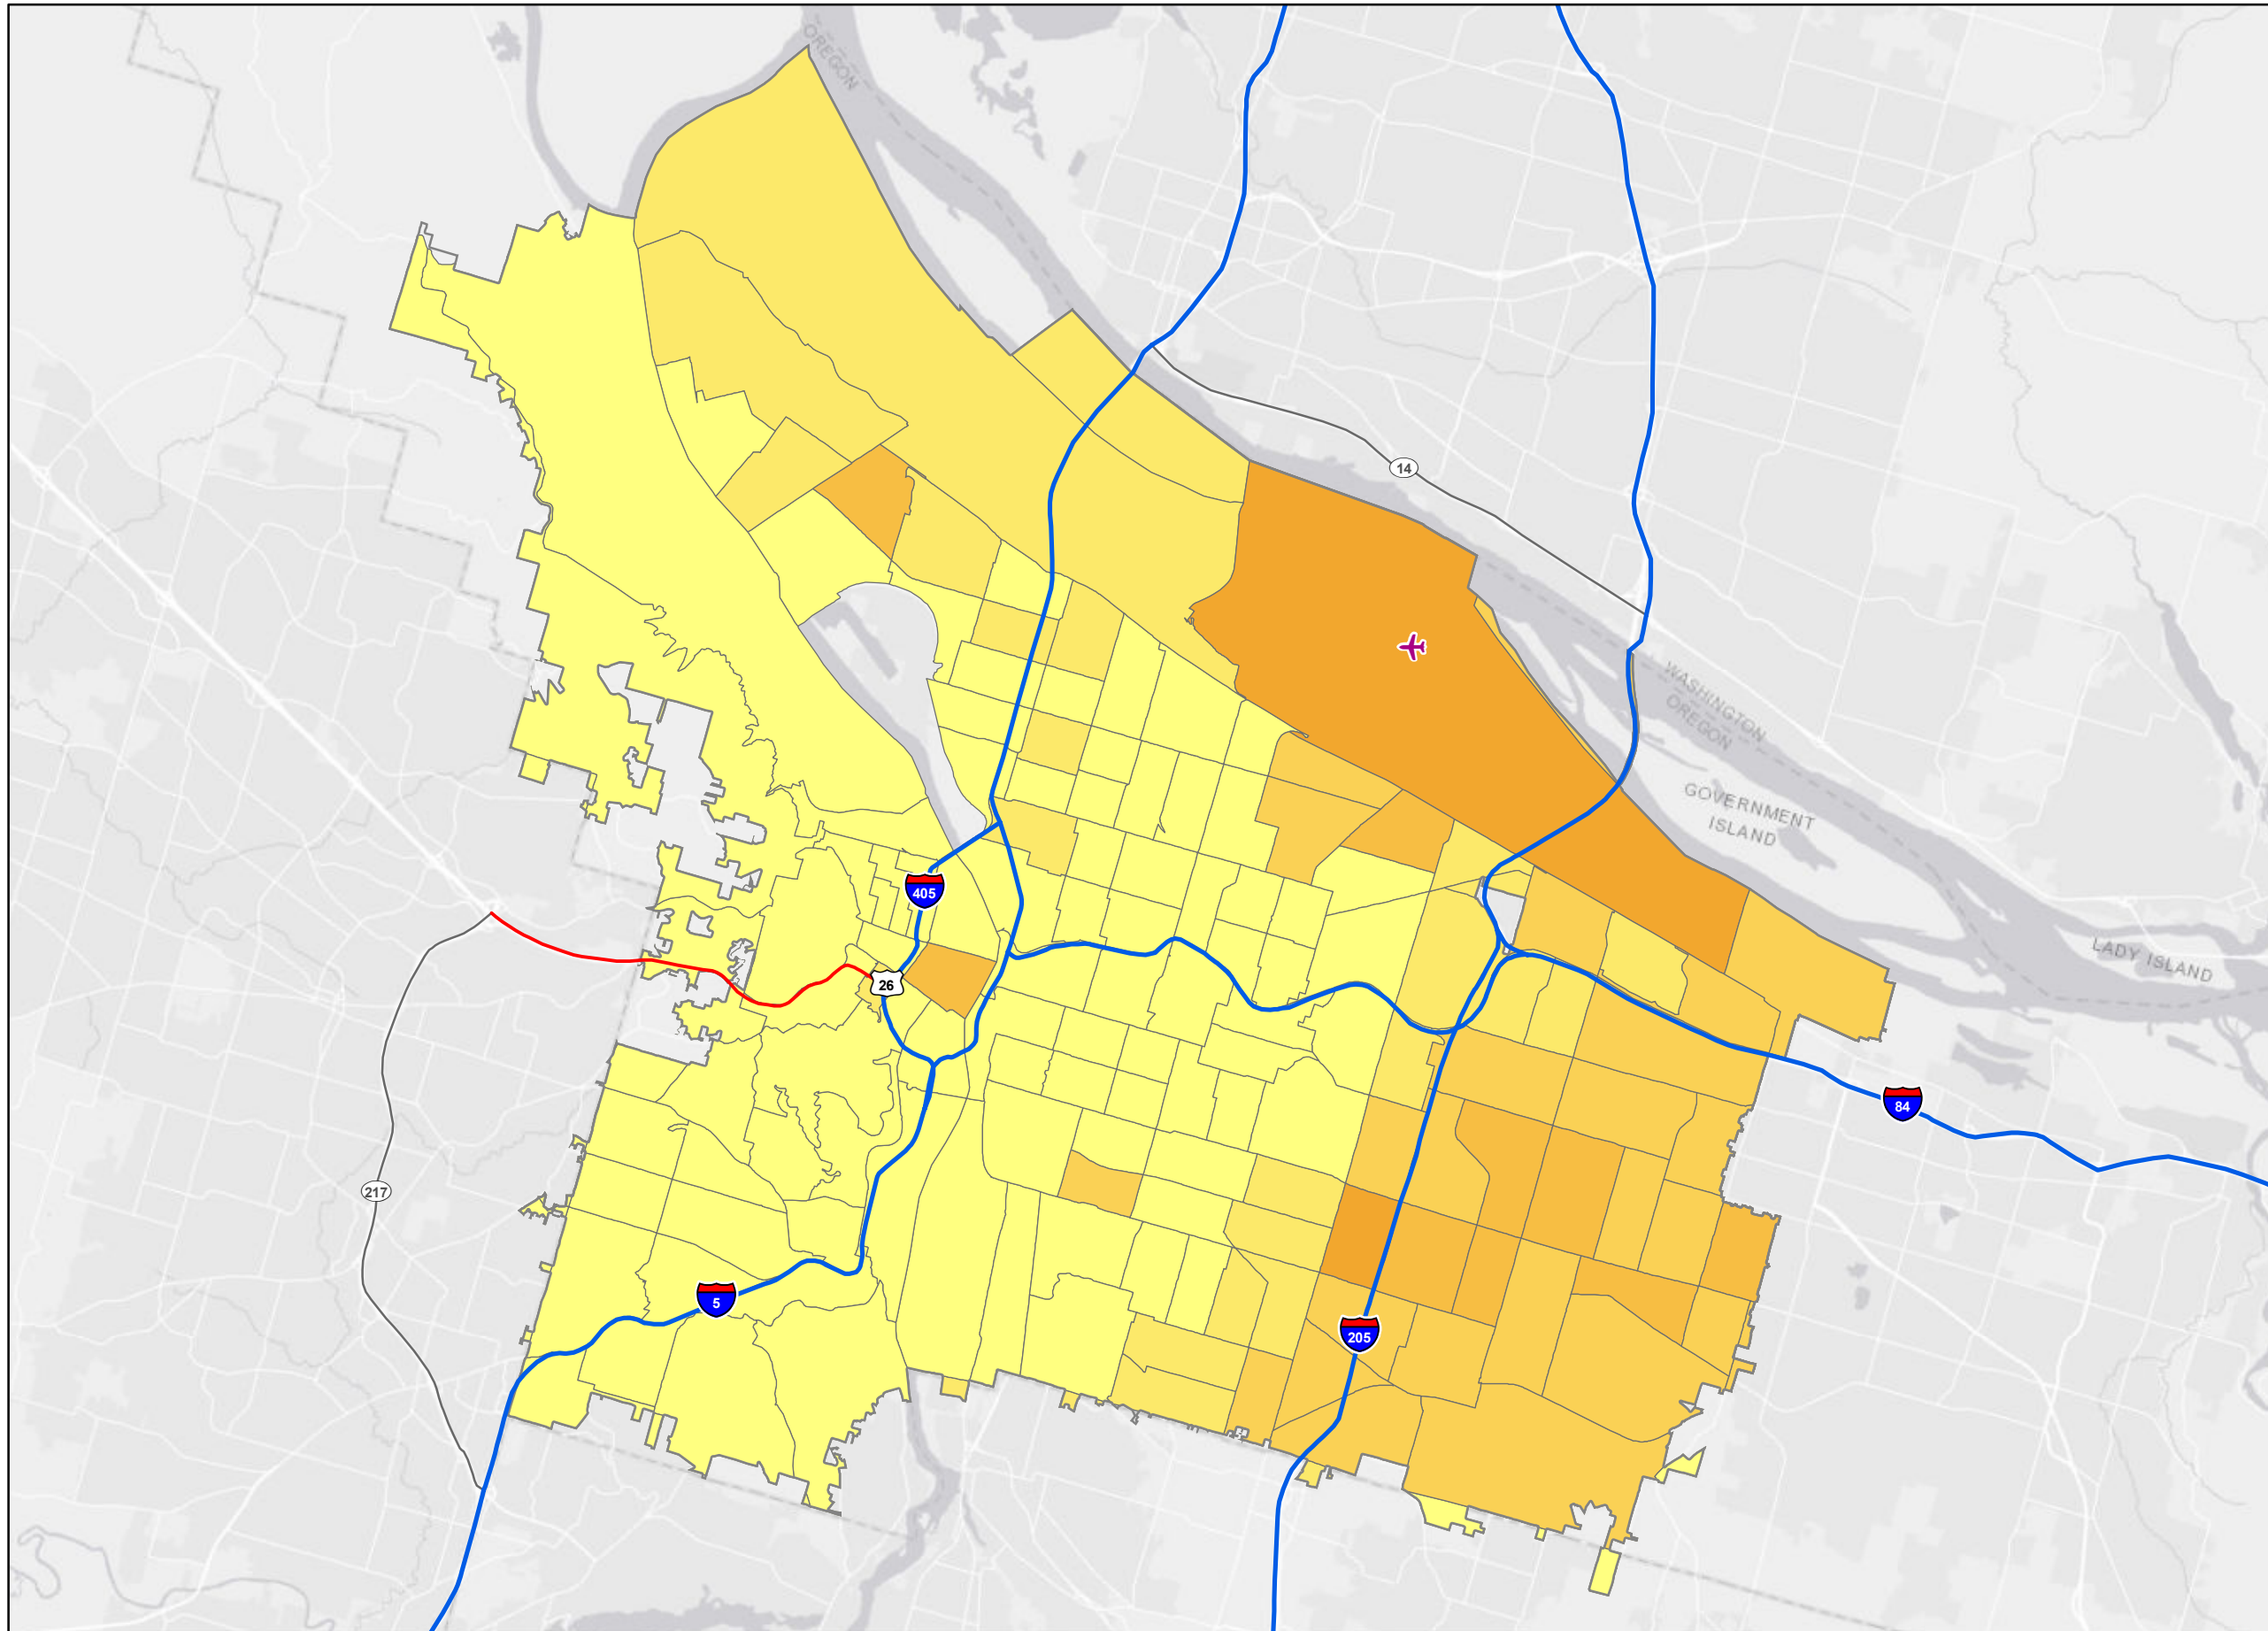 OREGON
14
WASHINGTON
OREGON
GOVERNMENT
ISLAND
405
LADY ISLAND
26
84
217
5
205